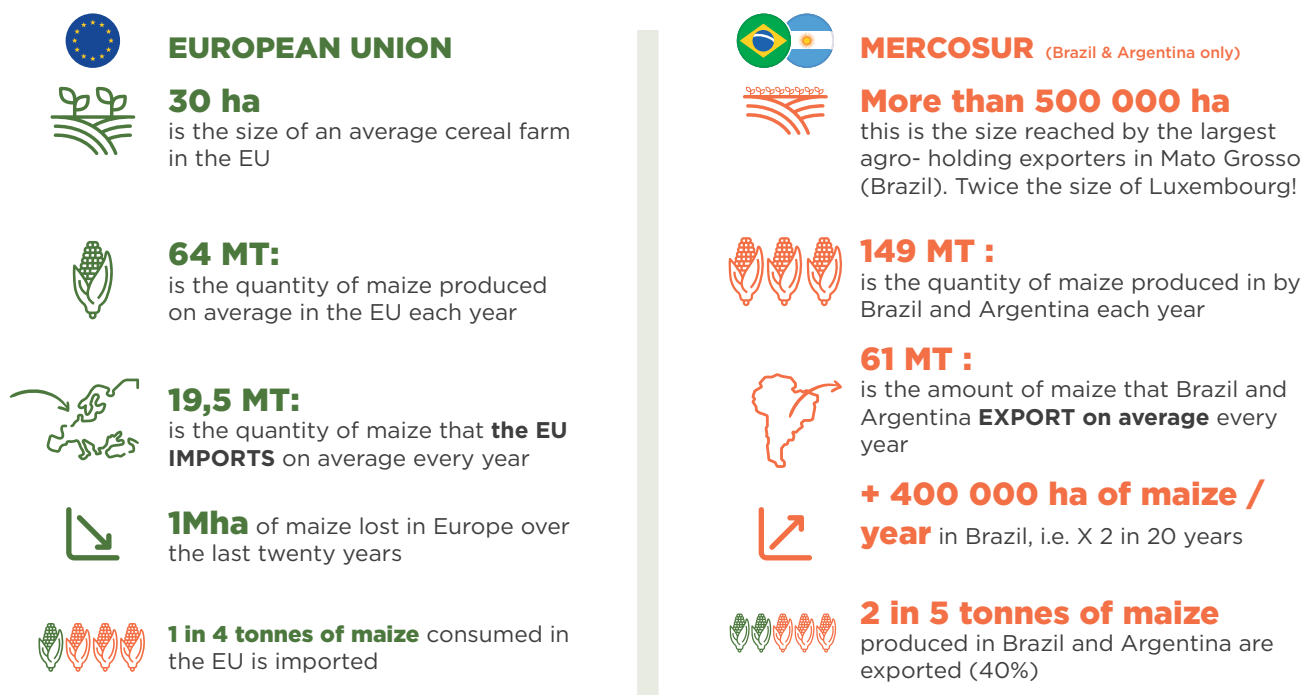 EUROPEAN UNION
30 ha
is the size of an average cereal farm
in the EU
64 MT:
is the quantity of maize produced
on average in the EU each year
19,5 MT:
is the quantity of maize that the EU
IMPORTS on average every year
1Mha of maize lost in Europe over
the last twenty years
1 in 4 tonnes of maize consumed in
the EU is imported
MERCOSUR (Brazil & Argentina only)
More than 500 000 ha
this is the size reached by the largest
agro- holding exporters in Mato Grosso
(Brazil). Twice the size of Luxembourg!
149 MT :
is the quantity of maize produced in by
Brazil and Argentina each year
61 MT :
is the amount of maize that Brazil and
Argentina EXPORT on average every
year
+ 400 000 ha of maize /
year in Brazil, i.e. X 2 in 20 years
2 in 5 tonnes of maize
produced in Brazil and Argentina are
exported (40%)